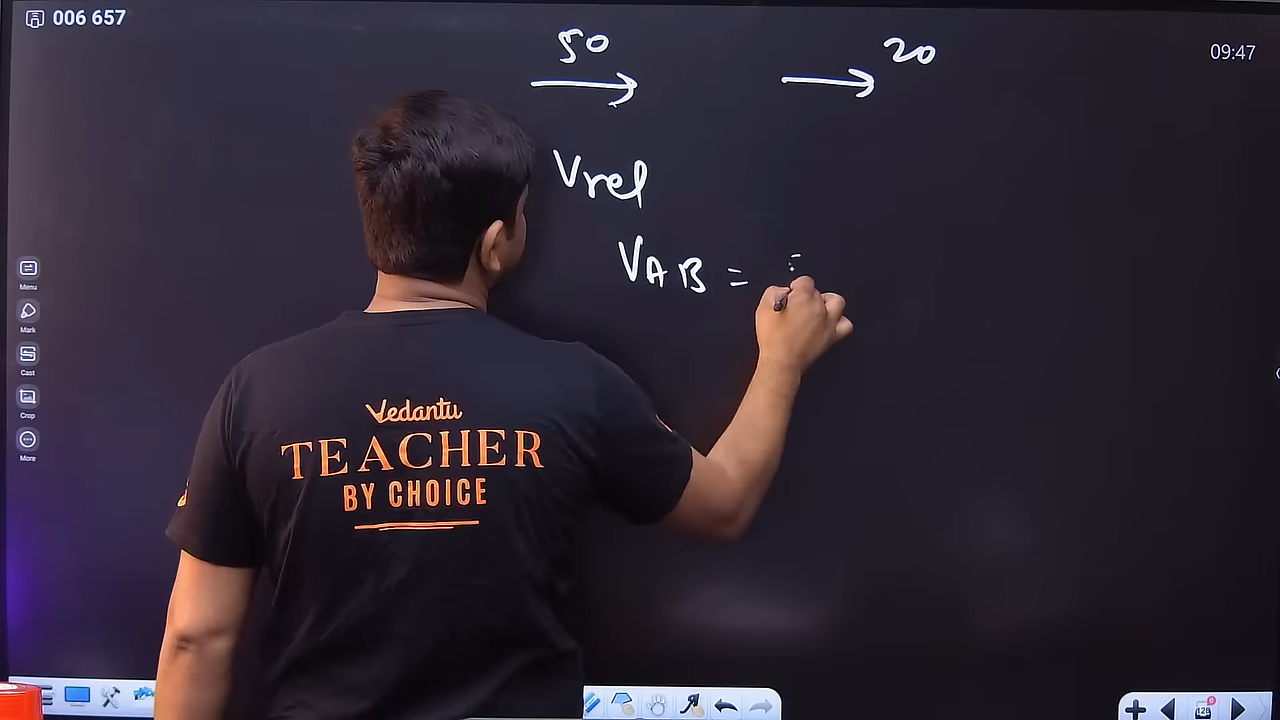 006 657
50 20
09:47
Vrel
VAB =
Menu
Mark
Cast
Crop
More
Vedantu
TEACHER
BY CHOICE